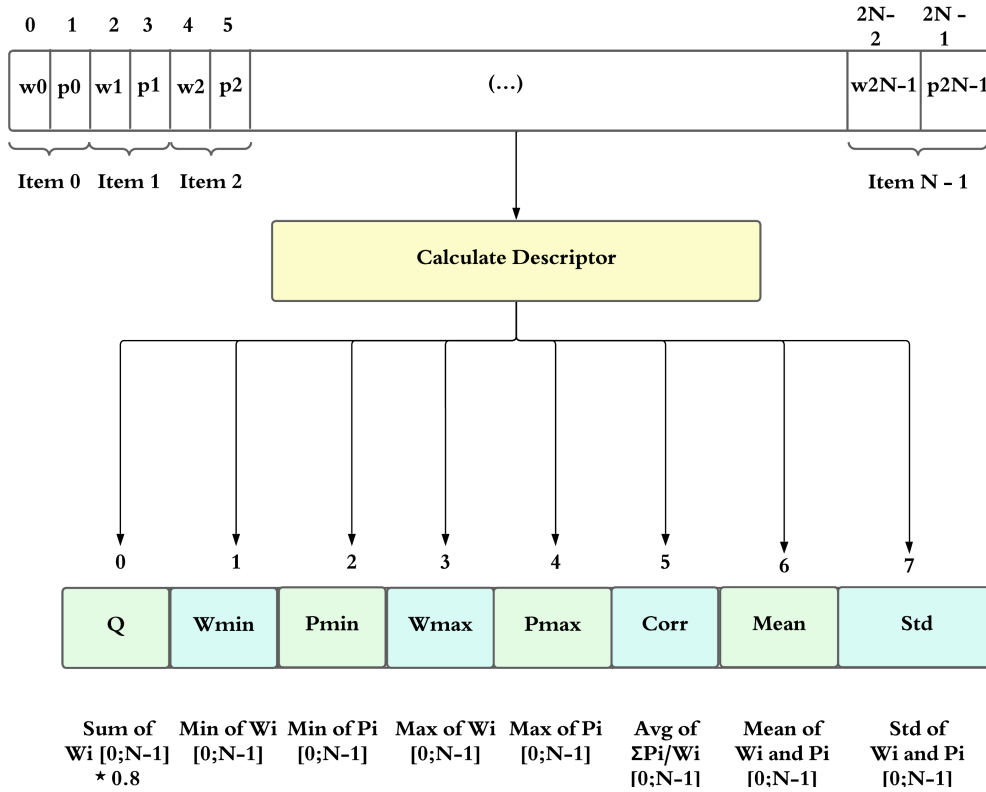 0 1 2 3 4 5 2N-2 2N - 1
w0 p0 w1 p1 w2 p2 (...) w2N-1 p2N-1
Item 0 Item 1 Item 2 Item N - 1
Calculate Descriptor
0 1 2 3 4 5 6 7
Q Wmin Pmin Wmax Pmax Corr Mean Std
Sum of Wi [0;N-1] * 0.8
Min of Wi [0;N-1]
Min of Pi [0;N-1]
Max of Wi [0;N-1]
Max of Pi [0;N-1]
Avg of ΣPi/Wi [0;N-1]
Mean of Wi and Pi [0;N-1]
Std of Wi and Pi [0;N-1]